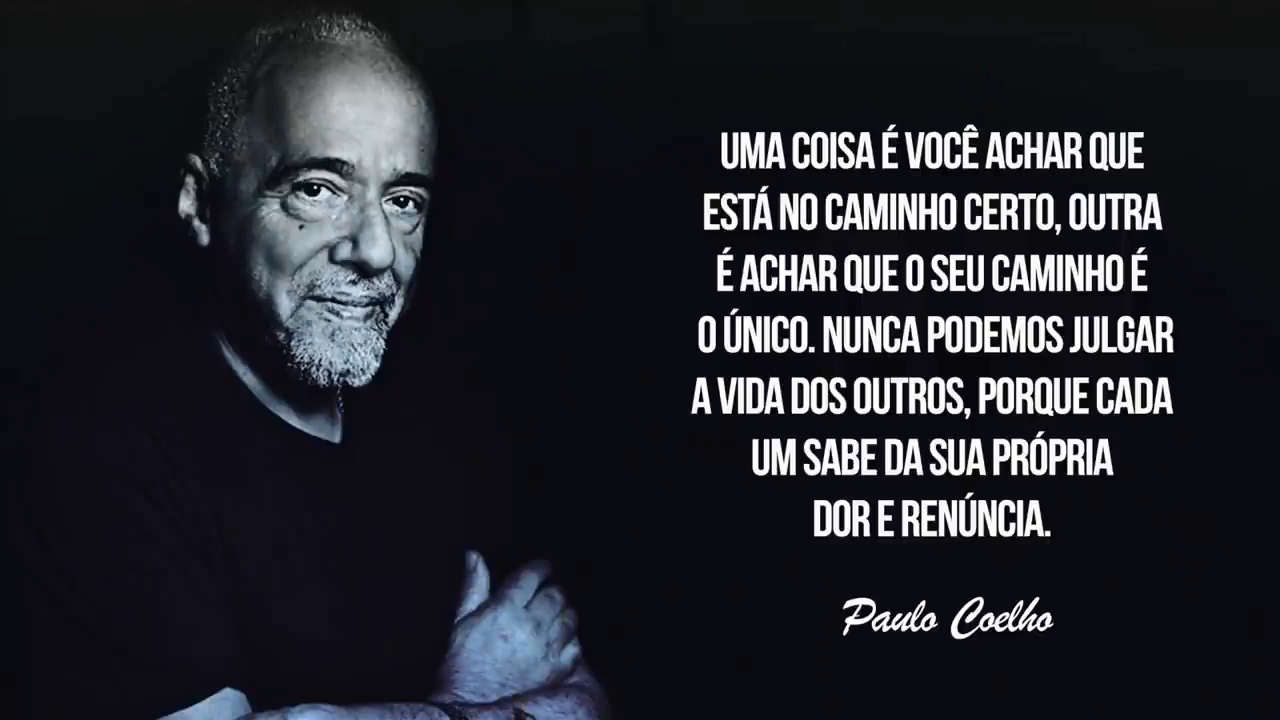 UMA COISA É VOCÊ ACHAR QUE
ESTÁ NO CAMINHO CERTO, OUTRA
É ACHAR QUE O SEU CAMINHO É
O ÚNICO. NUNCA PODEMOS JULGAR
A VIDA DOS OUTROS, PORQUE CADA
UM SABE DA SUA PRÓPRIA
DOR E RENÚNCIA.
Paulo Coelho